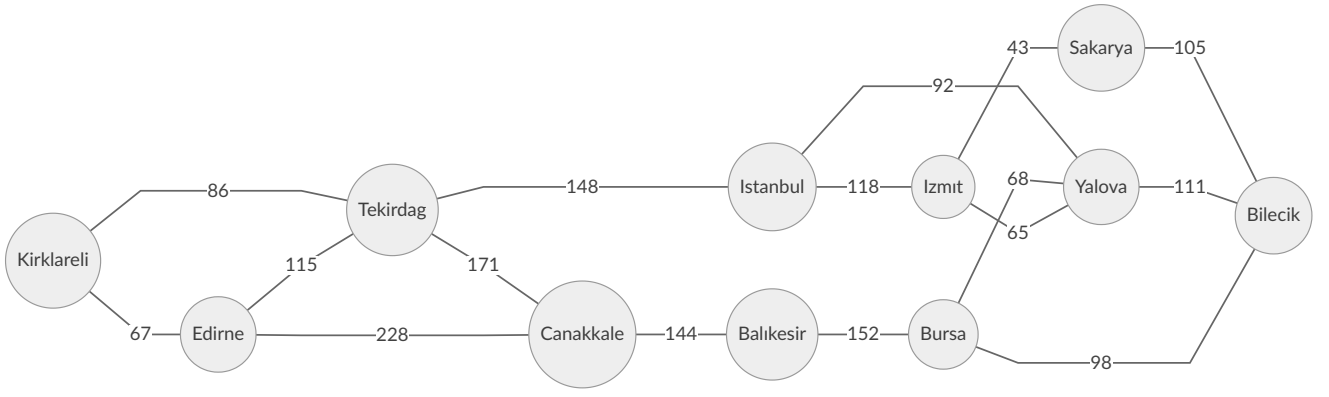 43
Sakarya
105
92
86
148
Istanbul
118
Izmıt
68
Yalova
111
Tekirdag
Bilecik
65
Kirklareli
115
171
67
Edirne
228
Canakkale
144
Balıkesir
152
Bursa
98